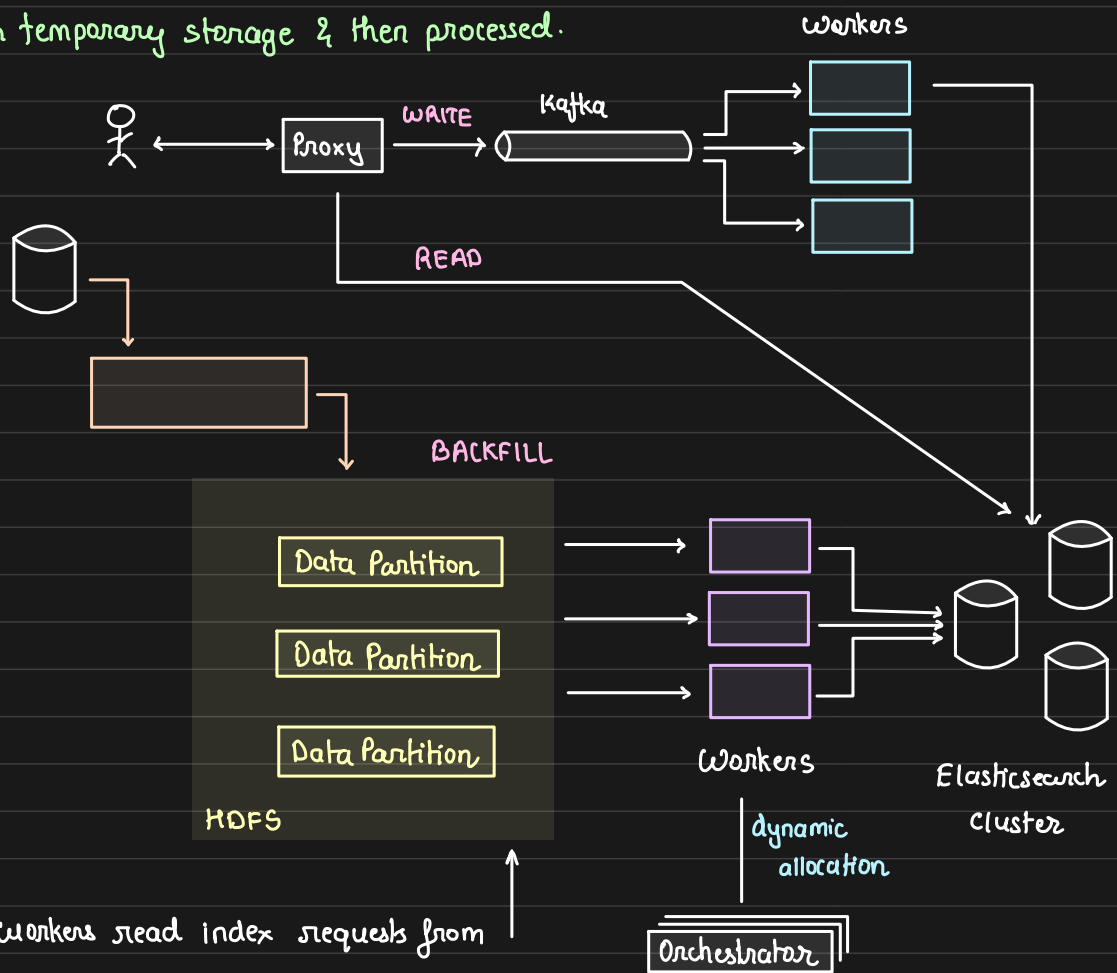 temporary storage & then processed.
Workers
Kafka
WRITE
Proxy
READ
BACKFILL
Data Partition
Data Partition
Data Partition
HDFS
Workers
Elasticsearch
cluster
dynamic
allocation
workers read index requests from
Orchestrator